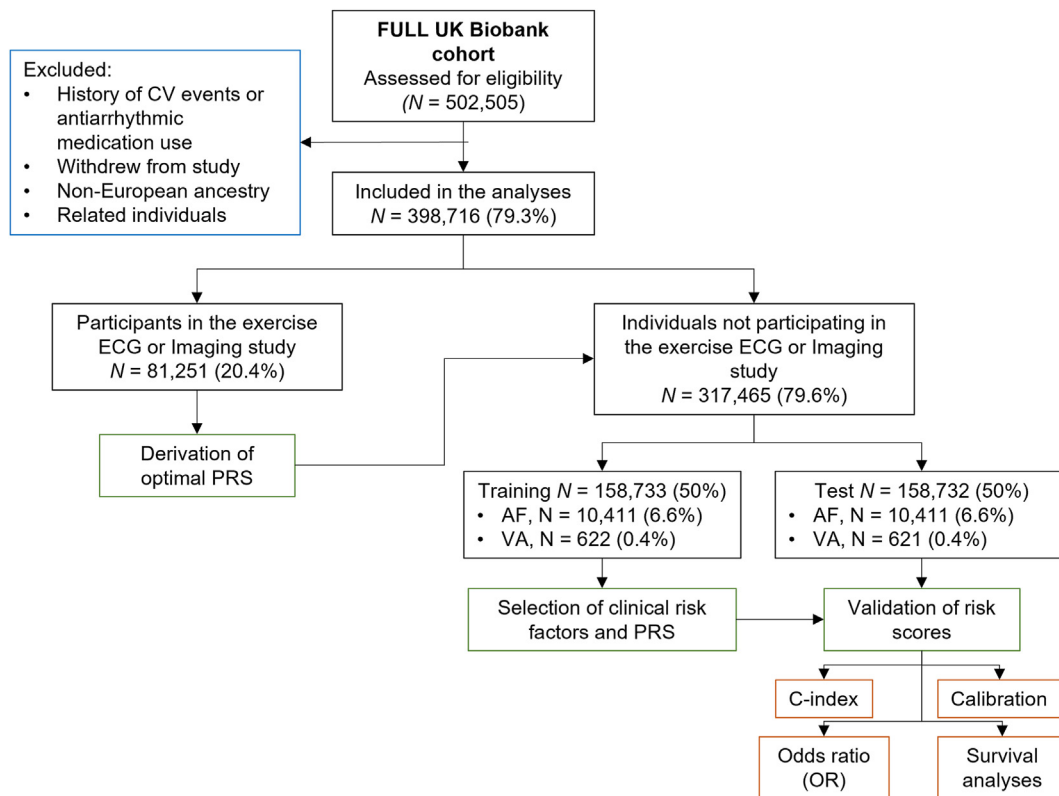 FULL UK Biobank
cohort
Assessed for eligibility
(N = 502,505)
Excluded:
• History of CV events or
antiarrhythmic
medication use
• Withdrew from study
• Non-European ancestry
• Related individuals
Included in the analyses
N = 398,716 (79.3%)
Participants in the exercise
ECG or Imaging study
N = 81,251 (20.4%)
Individuals not participating in
the exercise ECG or Imaging
study
N = 317,465 (79.6%)
Derivation of
optimal PRS
Training N = 158,733 (50%)
• AF, N = 10,411 (6.6%)
• VA, N = 622 (0.4%)
Test N = 158,732 (50%)
• AF, N = 10,411 (6.6%)
• VA, N = 621 (0.4%)
Selection of clinical risk
factors and PRS
Validation of risk
scores
C-index
Calibration
Odds ratio
(OR)
Survival
analyses